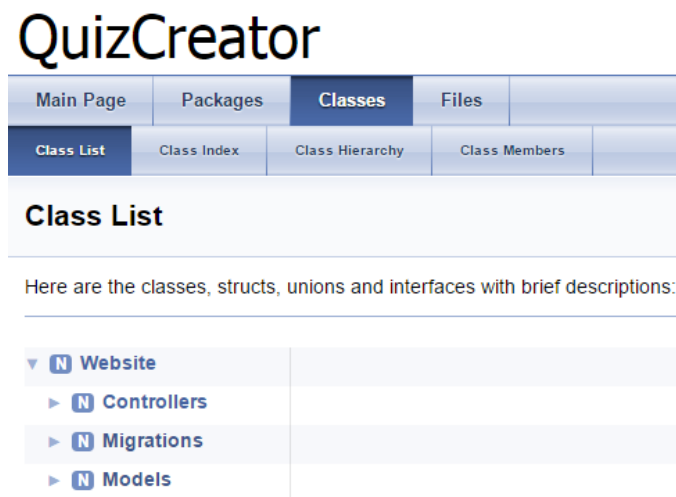 QuizCreator
Main Page Packages Classes Files
Class List Class Index Class Hierarchy Class Members
Class List
Here are the classes, structs, unions and interfaces with brief descriptions:
▼ N Website
► N Controllers
► N Migrations
► N Models